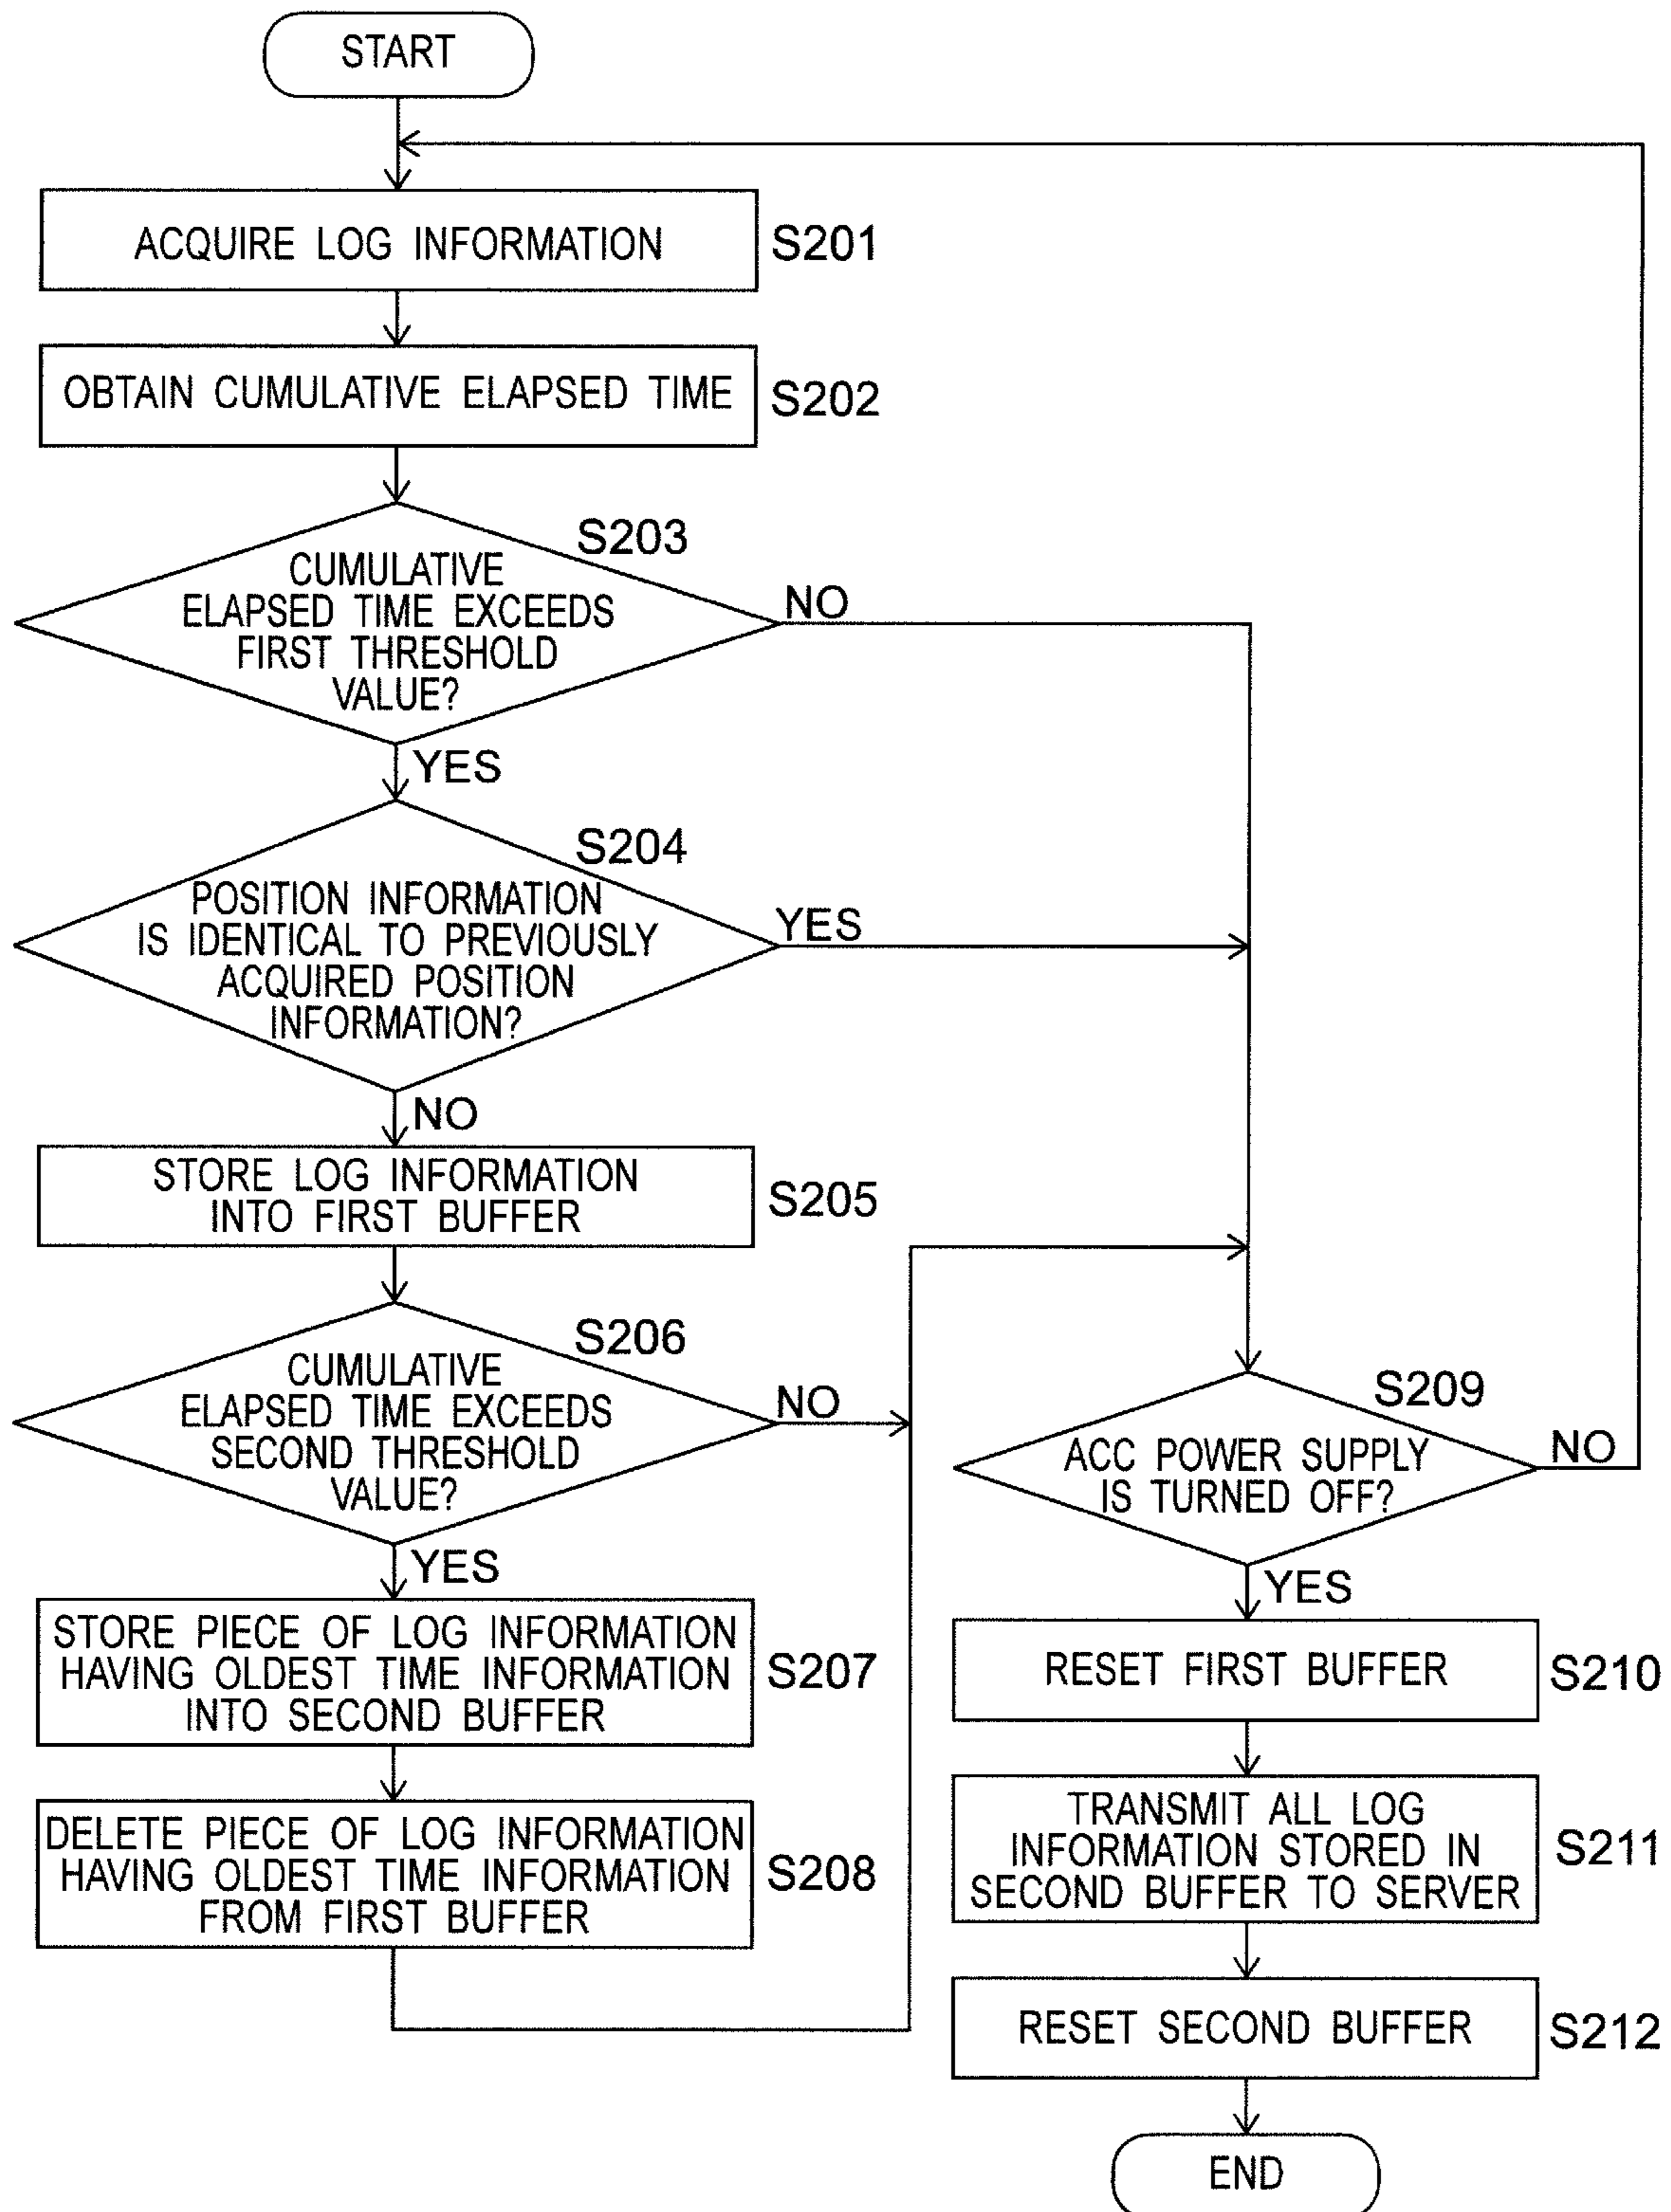 START
ACQUIRE LOG INFORMATION
S201
OBTAIN CUMULATIVE ELAPSED TIME
S202
S203
CUMULATIVE
ELAPSED TIME EXCEEDS
FIRST THRESHOLD
VALUE?
NO
YES
S204
POSITION INFORMATION
IS IDENTICAL TO PREVIOUSLY
ACQUIRED POSITION
INFORMATION?
YES
NO
STORE LOG INFORMATION
INTO FIRST BUFFER
S205
S206
CUMULATIVE
ELAPSED TIME EXCEEDS
SECOND THRESHOLD
VALUE?
NO
YES
STORE PIECE OF LOG INFORMATION
HAVING OLDEST TIME INFORMATION
INTO SECOND BUFFER
S207
DELETE PIECE OF LOG INFORMATION
HAVING OLDEST TIME INFORMATION
FROM FIRST BUFFER
S208
S209
ACC POWER SUPPLY
IS TURNED OFF?
NO
YES
RESET FIRST BUFFER
S210
TRANSMIT ALL LOG
INFORMATION STORED IN
SECOND BUFFER TO SERVER
S211
RESET SECOND BUFFER
S212
END